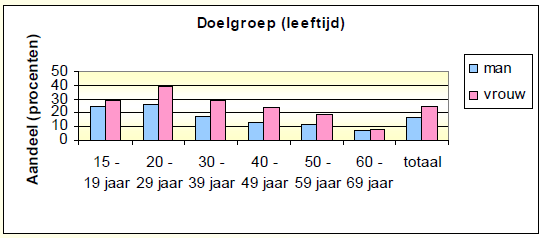 Doelgroep (leeftijd)
Aandeel (procenten)
50
40
30
20
10
0
15 - 20 - 30 - 40 - 50 - 60 - totaal
19 jaar 29 jaar 39 jaar 49 jaar 59 jaar 69 jaar
man
vrouw